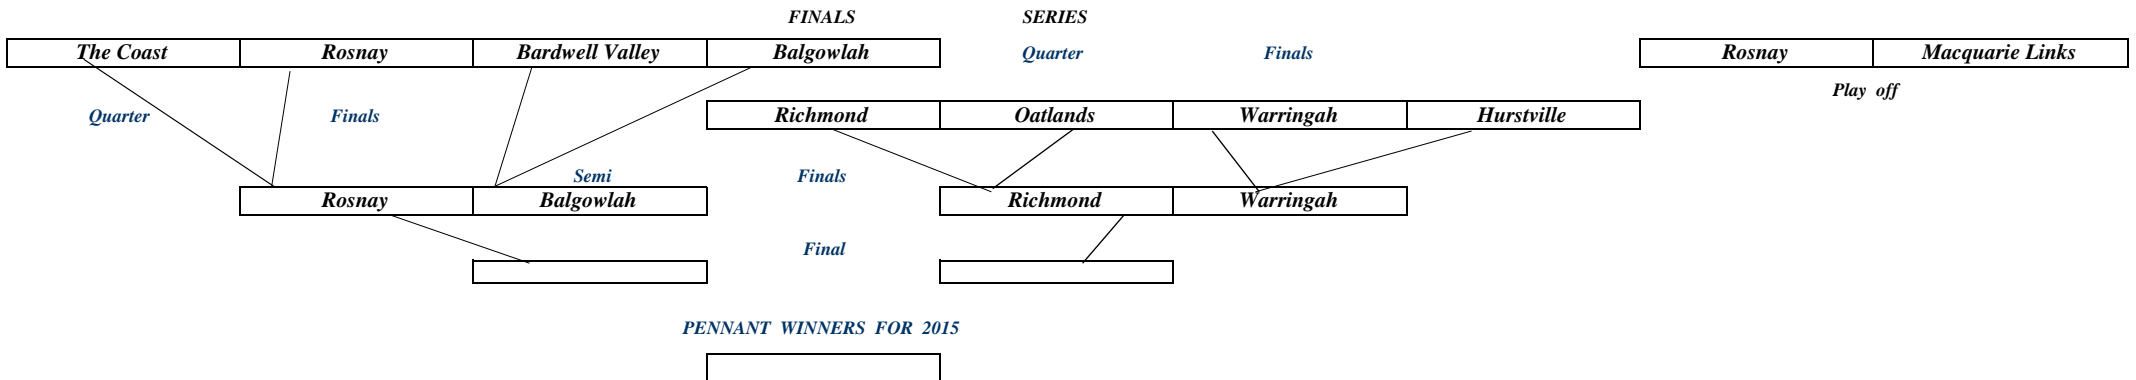 FINALS SERIES
The Coast Rosnay Bardwell Valley Balgowlah Quarter Finals Rosnay Macquarie Links
Play off
Quarter Finals Richmond Oatlands Warringah Hurstville
Semi Finals
Rosnay Balgowlah Richmond Warringah
Final
PENNANT WINNERS FOR 2015